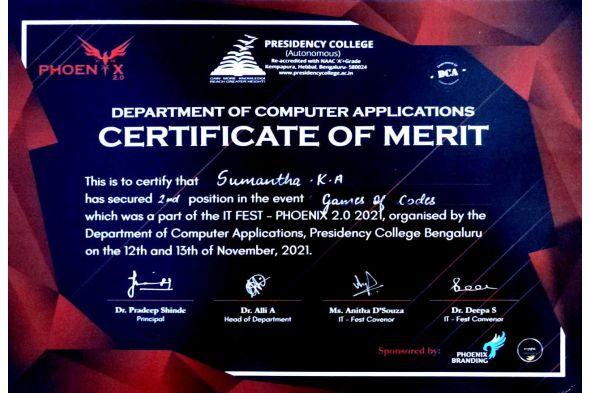 PHOENIX
2.0
PRESIDENCY COLLEGE
(Autonomous)
Re-accredited with NAAC 'A'+Grade
Kempapura, Hebbal, Bengaluru- 580024
www.presidencycollege.ac.in
GAIN MORE KNOWLEDGE
REACH GREATER HEIGHTS
DCA
DEPARTMENT OF COMPUTER APPLICATIONS
CERTIFICATE OF MERIT
This is to certify that Sumantha . K . A
has secured 2nd position in the event Games Of Codes
which was a part of the IT FEST - PHOENIX 2.0 2021, organised by the
Department of Computer Applications, Presidency College Bengaluru
on the 12th and 13th of November, 2021.
Dr. Pradeep Shinde
Principal
Dr. Alli A
Head of Department
Ms. Anitha D'Souza
IT - Fest Covenor
Dr. Deepa S
IT - Fest Convenor
Sponsored by:
PHOENIX
BRANDING